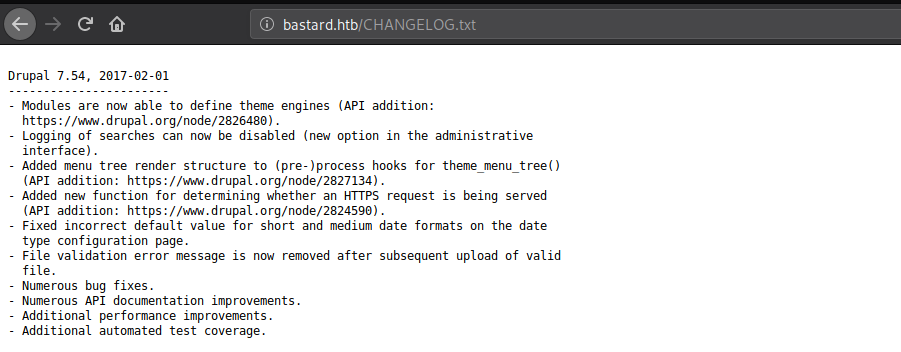 bastard.htb/CHANGELOG.txt
Drupal 7.54, 2017-02-01
-----------------------
- Modules are now able to define theme engines (API addition:
https://www.drupal.org/node/2826480).
- Logging of searches can now be disabled (new option in the administrative
interface).
- Added menu tree render structure to (pre-)process hooks for theme_menu_tree()
(API addition: https://www.drupal.org/node/2827134).
- Added new function for determining whether an HTTPS request is being served
(API addition: https://www.drupal.org/node/2824590).
- Fixed incorrect default value for short and medium date formats on the date
type configuration page.
- File validation error message is now removed after subsequent upload of valid
file.
- Numerous bug fixes.
- Numerous API documentation improvements.
- Additional performance improvements.
- Additional automated test coverage.